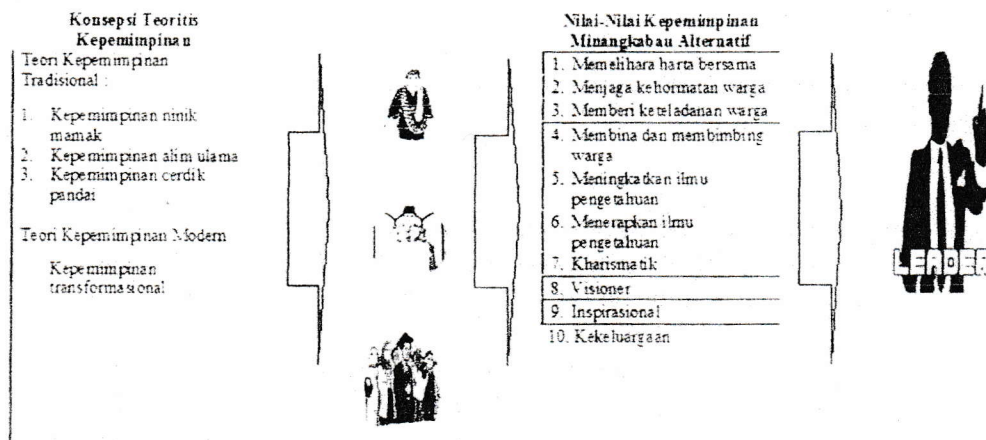 Konsepsi Teoritis
Kepemimpinan
Teori Kepemimpinan
Tradisional :
1. Kepemimpinan ninik
mamak
2. Kepemimpinan alim ulama
3. Kepemimpinan cerdik
pandai
Teori Kepemimpinan Modern
Kepemimpinan
transformasional
Nilai-Nilai Kepemimpinan
Minangkabau Alternatif
1. Memelihara harta bersama
2. Menjaga kehormatan warga
3. Memberi keteladanan warga
4. Membina dan membimbing
warga
5. Meningkatkan ilmu
pengetahuan
6. Menerapkan ilmu
pengetahuan
7. Kharismatik
8. Visioner
9. Inspirasional
10. Kekeluargaan
LEADER